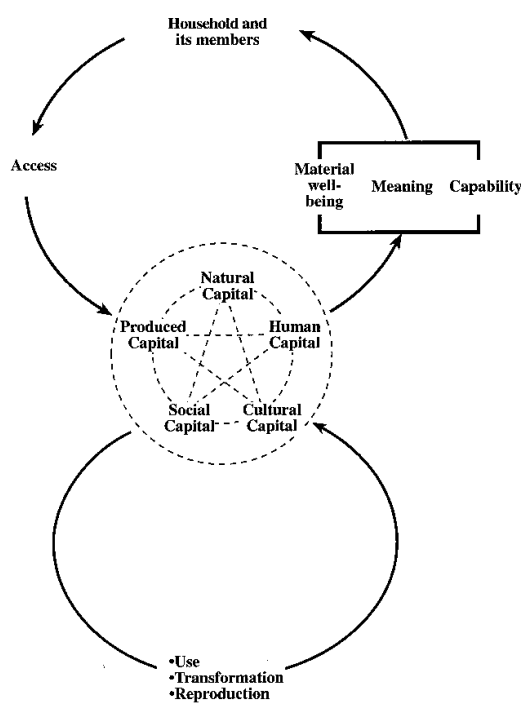 Household and
its members
Access
Material
well-
being
Meaning
Capability
Natural
Capital
Produced
Capital
Human
Capital
Social
Capital
Cultural
Capital
•Use
•Transformation
•Reproduction